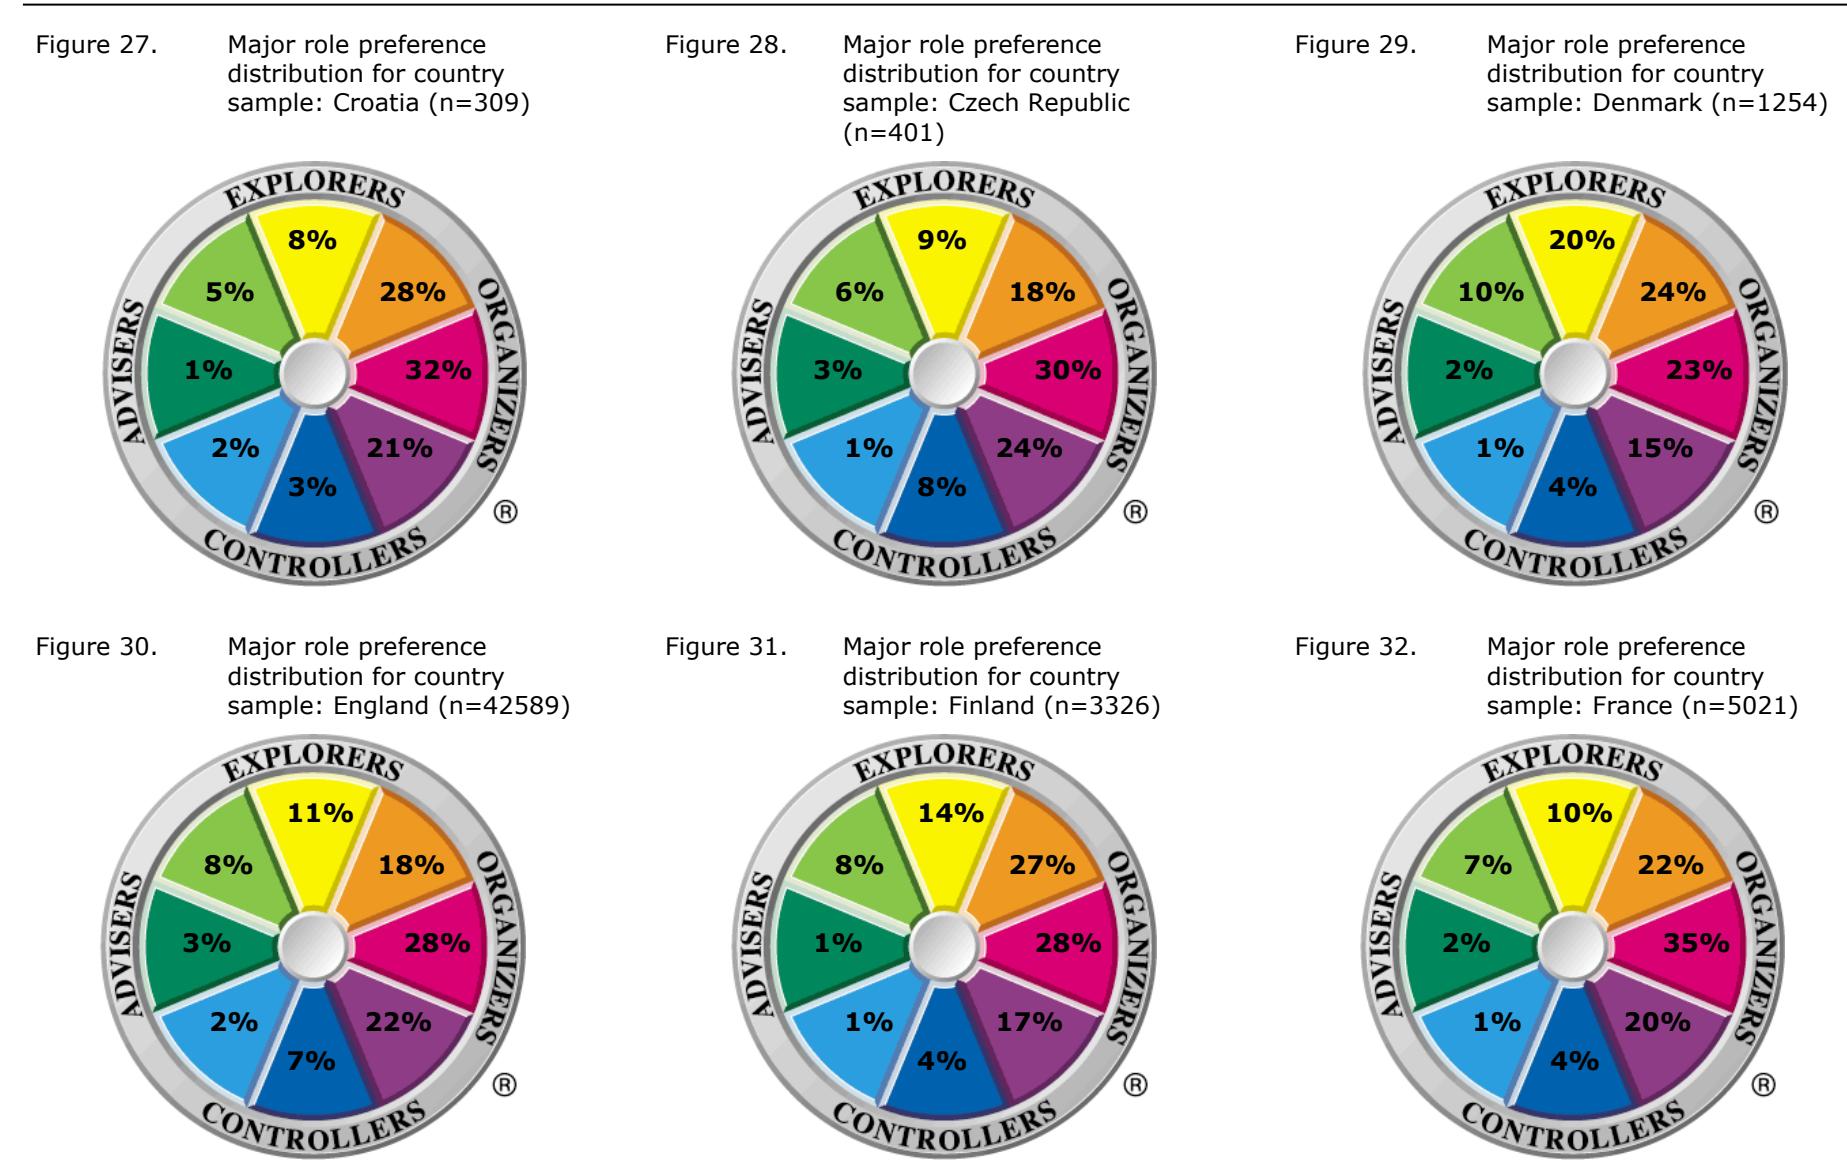 Figure 27.
Major role preference
distribution for country
sample: Croatia (n=309)
EXPLORERS
ORGANIZERS
CONTROLLERS
ADVISERS
8%
28%
32%
21%
3%
2%
1%
5%
®
Figure 28.
Major role preference
distribution for country
sample: Czech Republic
(n=401)
EXPLORERS
ORGANIZERS
CONTROLLERS
ADVISERS
9%
18%
30%
24%
8%
1%
3%
6%
®
Figure 29.
Major role preference
distribution for country
sample: Denmark (n=1254)
EXPLORERS
ORGANIZERS
CONTROLLERS
ADVISERS
20%
24%
23%
15%
4%
1%
2%
10%
®
Figure 30.
Major role preference
distribution for country
sample: England (n=42589)
EXPLORERS
ORGANIZERS
CONTROLLERS
ADVISERS
11%
18%
28%
22%
7%
2%
3%
8%
®
Figure 31.
Major role preference
distribution for country
sample: Finland (n=3326)
EXPLORERS
ORGANIZERS
CONTROLLERS
ADVISERS
14%
27%
28%
17%
4%
1%
1%
8%
®
Figure 32.
Major role preference
distribution for country
sample: France (n=5021)
EXPLORERS
ORGANIZERS
CONTROLLERS
ADVISERS
10%
22%
35%
20%
4%
1%
2%
7%
®